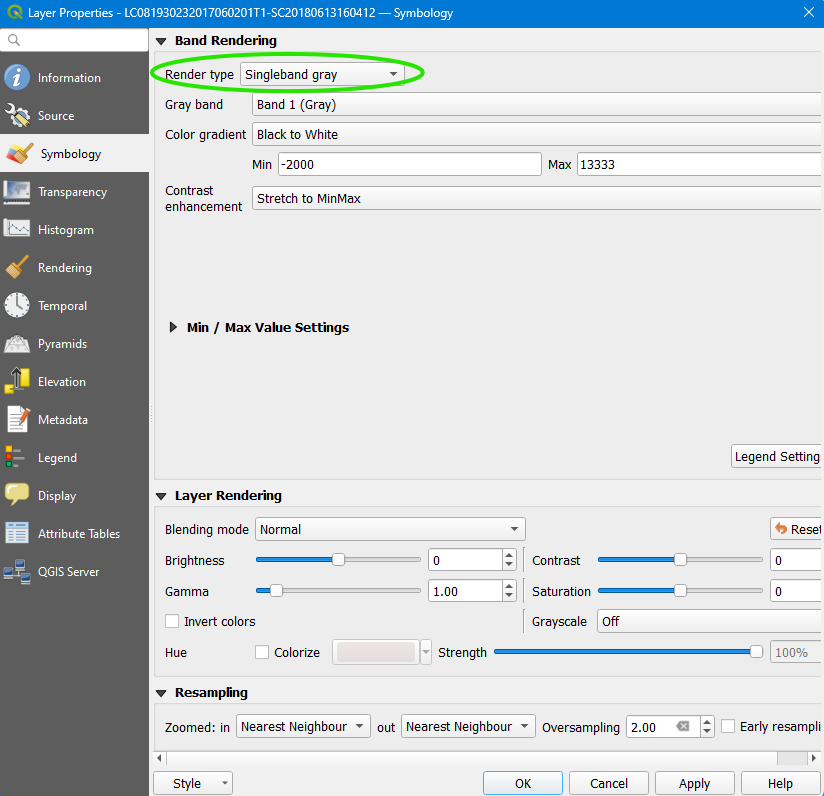 Layer Properties - LC081930232017060201T1-SC20180613160412 — Symbology
Information
Source
Symbology
Transparency
Histogram
Rendering
Temporal
Pyramids
Elevation
Metadata
Legend
Display
Attribute Tables
QGIS Server
Band Rendering
Render type Singleband gray
Gray band Band 1 (Gray)
Color gradient Black to White
Min -2000 Max 13333
Contrast
enhancement Stretch to MinMax
Min / Max Value Settings
Legend Setting
Layer Rendering
Blending mode Normal Reset
Brightness 0 Contrast 0
Gamma 1.00 Saturation 0
Invert colors Grayscale Off
Hue Colorize Strength 100%
Resampling
Zoomed: in Nearest Neighbour out Nearest Neighbour Oversampling 2.00 Early resampli
Style OK Cancel Apply Help